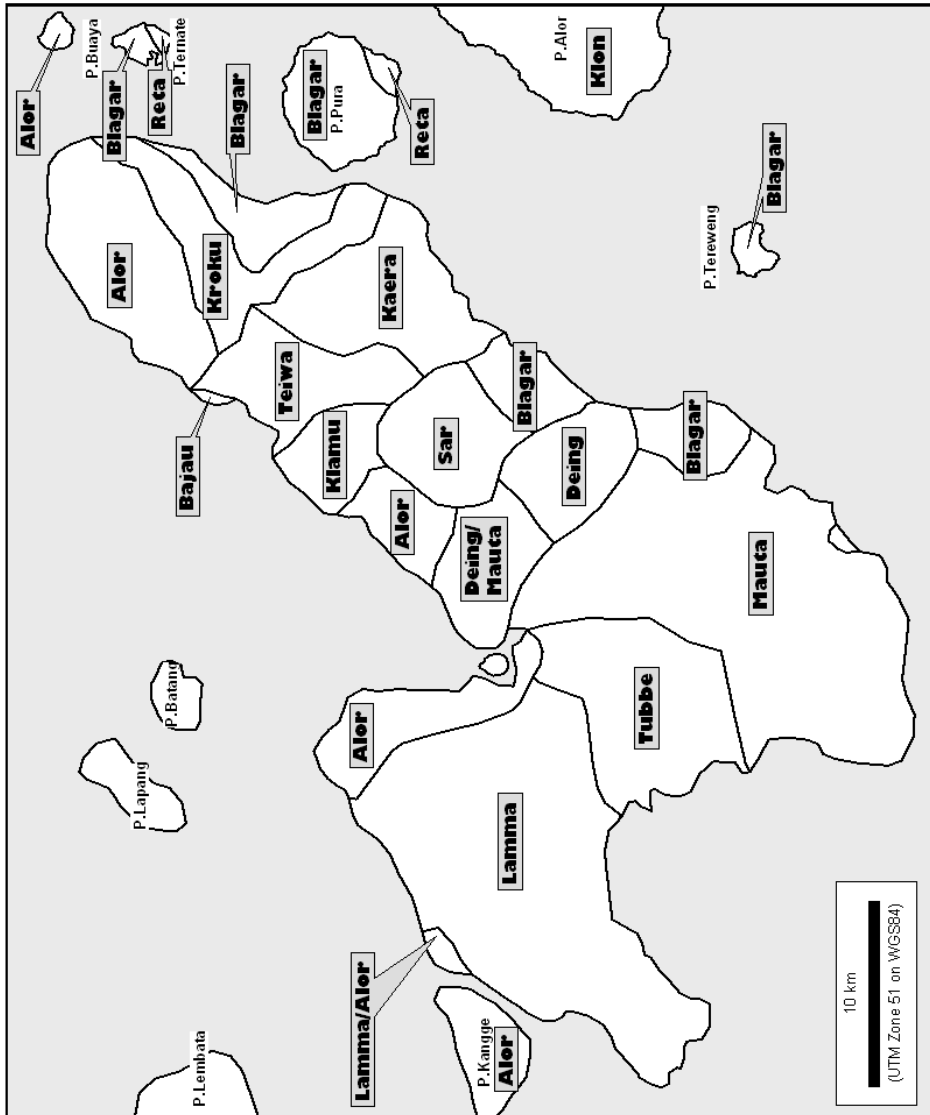 Alor
P.Buaya
Blagar
Reta
P.Ternate
Alor
P.Lapang
P.Batang
Bajau
P.Lembata
Kroku
Blagar
Teiwa
Blagar
P.Pura
Klamu
Alor
Lamma/Alor
Alor
Kaera
Reta
Sar
Deing/
Mauta
P.Kangge
Alor
Lamma
Blagar
Deing
P.Alor
Klon
Tubbe
Blagar
P.Tereweng
Blagar
Mauta
10 km
(UTM Zone 51 on WGS84)